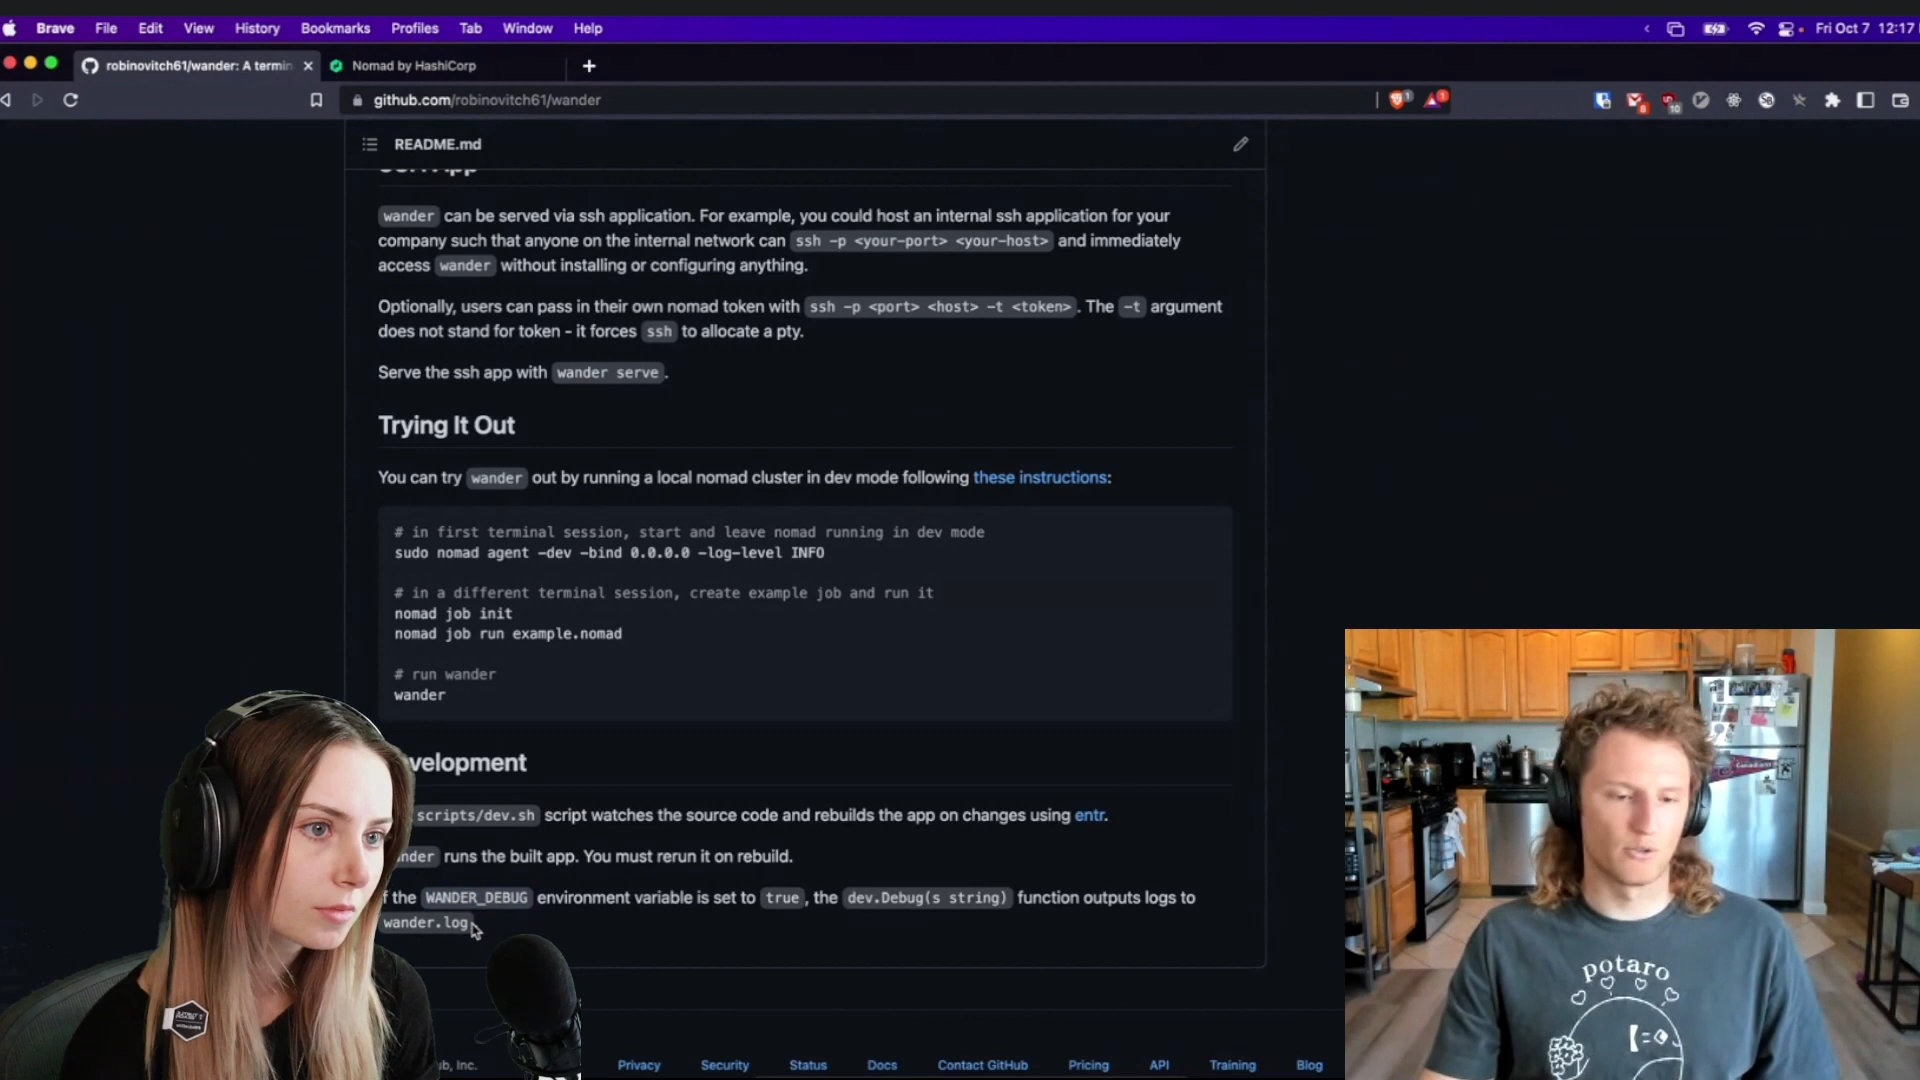 Brave File Edit View History Bookmarks Profiles Tab Window Help
Fri Oct 7 12:17
robinovitch61/wander: A termin
Nomad by HashiCorp
github.com/robinovitch61/wander
README.md
wander can be served via ssh application. For example, you could host an internal ssh application for your
company such that anyone on the internal network can ssh -p <your-port> <your-host> and immediately
access wander without installing or configuring anything.
Optionally, users can pass in their own nomad token with ssh -p <port> <host> -t <token>. The -t argument
does not stand for token - it forces ssh to allocate a pty.
Serve the ssh app with wander serve.
Trying It Out
You can try wander out by running a local nomad cluster in dev mode following these instructions:
# in first terminal session, start and leave nomad running in dev mode
sudo nomad agent -dev -bind 0.0.0.0 -log-level INFO
# in a different terminal session, create example job and run it
nomad job init
nomad job run example.nomad
# run wander
wander
velopment
scripts/dev.sh script watches the source code and rebuilds the app on changes using entr.
nder runs the built app. You must rerun it on rebuild.
f the WANDER_DEBUG environment variable is set to true, the dev.Debug(s string) function outputs logs to
wander.log
ub, Inc.
Privacy
Security
Status
Docs
Contact GitHub
Pricing
API
Training
Blog
potaro